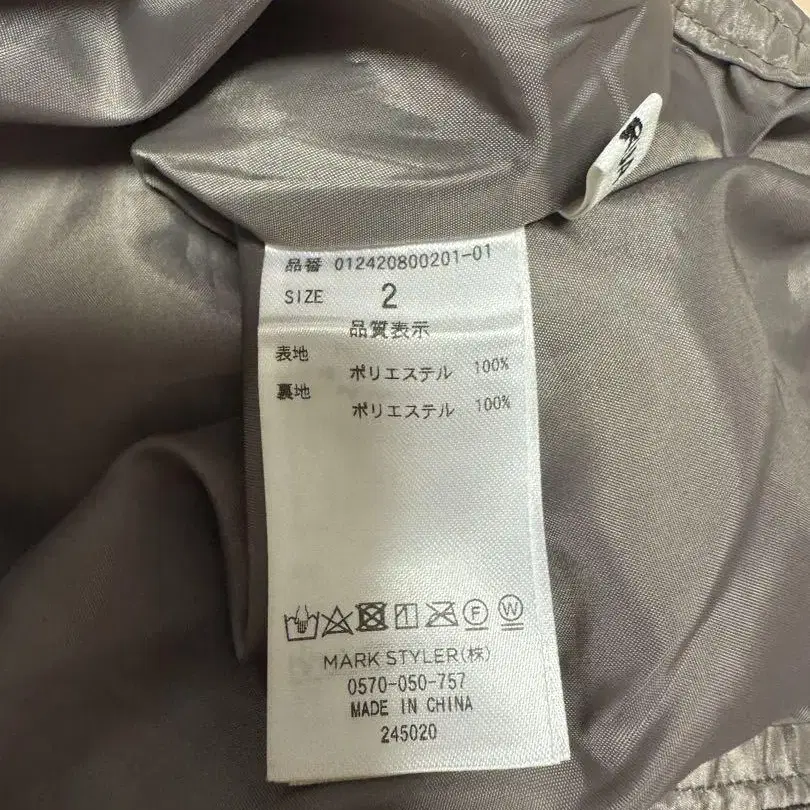 品番 012420800201-01
SIZE 2
品質表示
表地
ポリエステル 100%
裏地
ポリエステル 100%
F W
MARK STYLER(株)
0570-050-757
MADE IN CHINA
245020